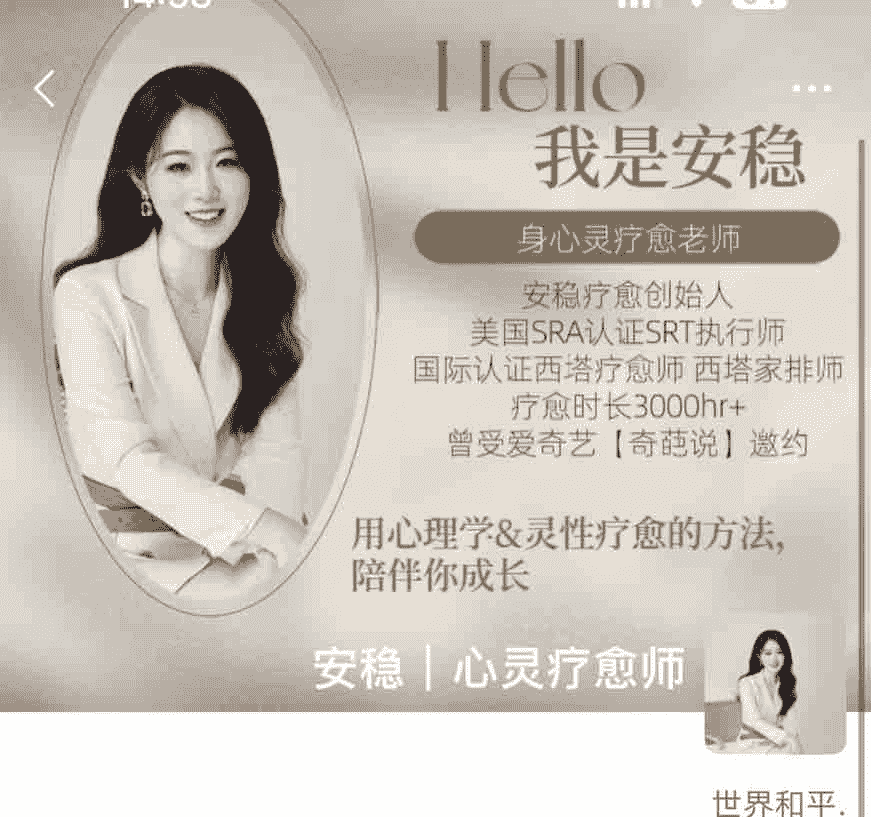 Hello
我是安稳
身心灵疗愈老师
安稳疗愈创始人
美国SRA认证SRT执行师
国际认证西塔疗愈师 西塔家排师
疗愈时长3000hr+
曾受爱奇艺【奇葩说】邀约
用心理学&灵性疗愈的方法，
陪伴你成长
安稳｜心灵疗愈师
世界和平.